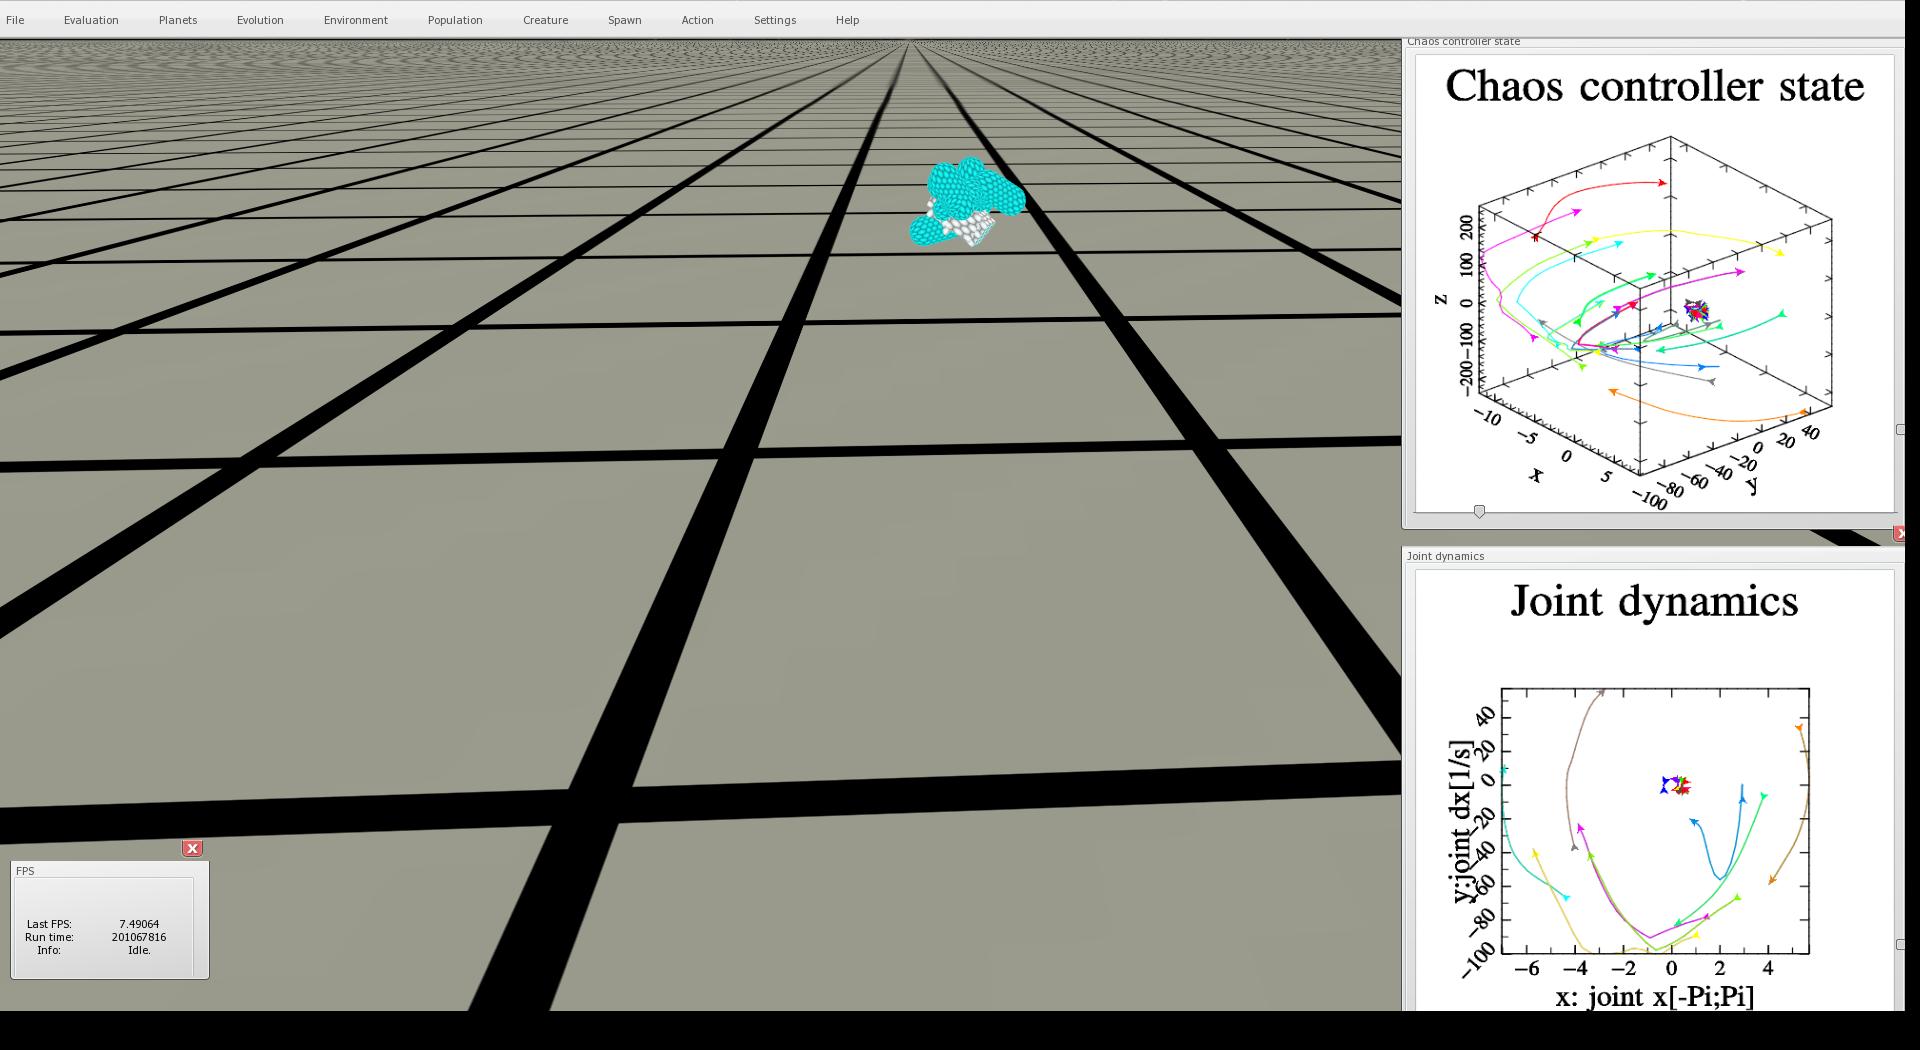 File Evaluation Planets Evolution Environment Population Creature Spawn Action Settings Help
Chaos controller state
Chaos controller state
200
100
0
−100
−200
z
−10
−5
0
5
x
−100
−80
−60
−40
−20
0
20
40
y
Joint dynamics
Joint dynamics
40
20
0
−20
−40
−60
−80
−100
y:joint dx[1/s]
−6 −4 −2 0 2 4
x: joint x[-Pi;Pi]
FPS
Last FPS: 7.49064
Run time: 201067816
Info: Idle.